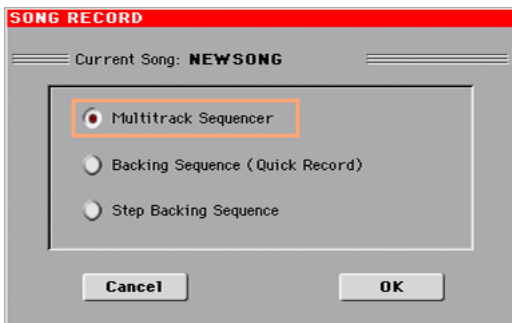 SONG RECORD
Current Song: NEWSONG
Multitrack Sequencer
Backing Sequence (Quick Record)
Step Backing Sequence
Cancel OK